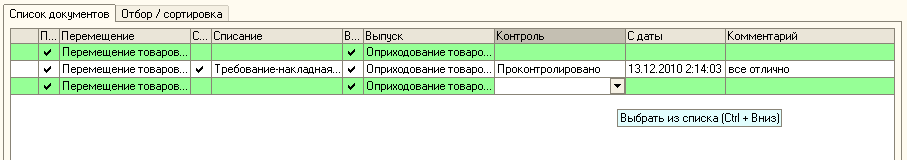 Список документов Отбор / сортировка
П... Перемещение С... Списание В... Выпуск Контроль С даты Комментарий
Перемещение товаров... Оприходование товаро...
Перемещение товаров... Требование-накладная... Оприходование товаро... Проконтролировано 13.12.2010 2:14:03 все отлично
Перемещение товаров... Оприходование товаро...
Выбрать из списка (Ctrl + Вниз)